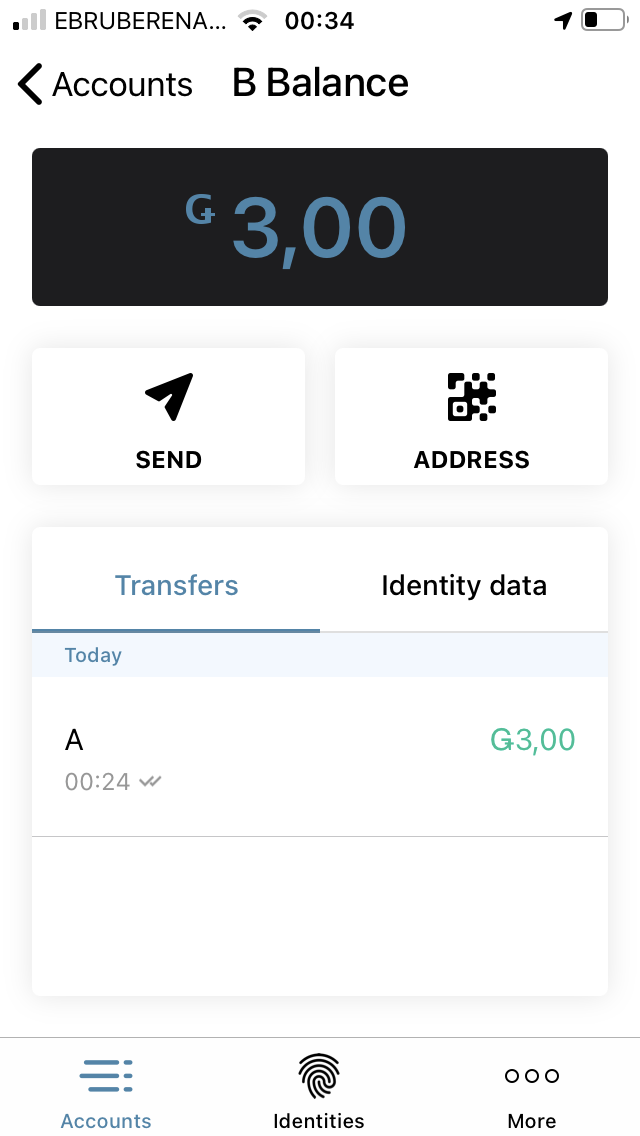 EBRUBERENA... 00:34
Accounts B Balance
Ǥ 3,00
SEND ADDRESS
Transfers Identity data
Today
A Ǥ3,00
00:24
Accounts Identities More